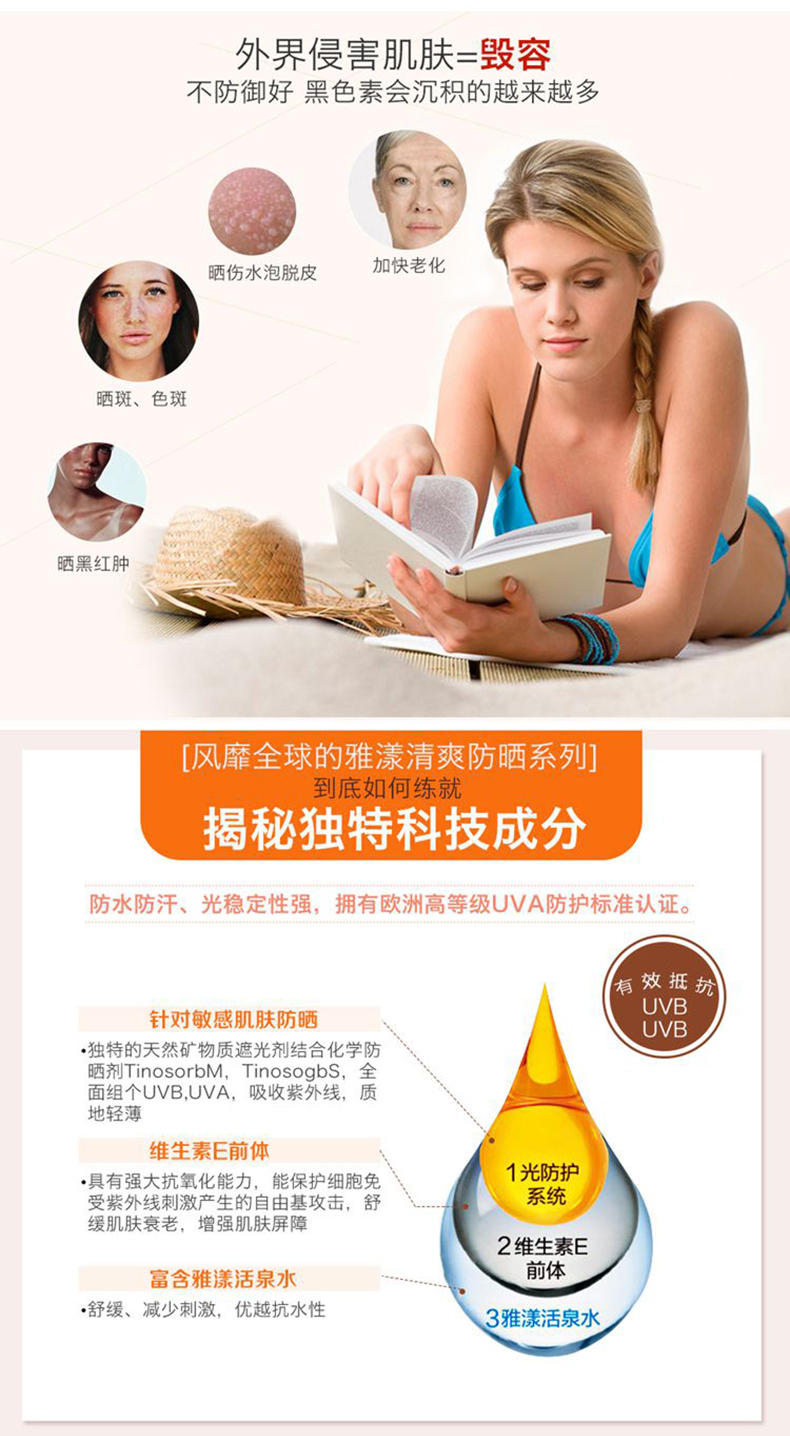 外界侵害肌肤=毁容
不防御好 黑色素会沉积的越来越多
加快老化
晒伤水泡脱皮
晒斑、色斑
晒黑红肿
[风靡全球的雅漾清爽防晒系列]
到底如何练就
揭秘独特科技成分
防水防汗、光稳定性强，拥有欧洲高等级UVA防护标准认证。
有效抵抗
UVB
UVB
针对敏感肌肤防晒
•独特的天然矿物质遮光剂结合化学防
晒剂TinosorbM，TinosogbS，全
面组个UVB,UVA，吸收紫外线，质
地轻薄
维生素E前体
•具有强大抗氧化能力，能保护细胞免
受紫外线刺激产生的自由基攻击，舒
缓肌肤衰老，增强肌肤屏障
富含雅漾活泉水
•舒缓、减少刺激，优越抗水性
1光防护
系统
2维生素E
前体
3雅漾活泉水